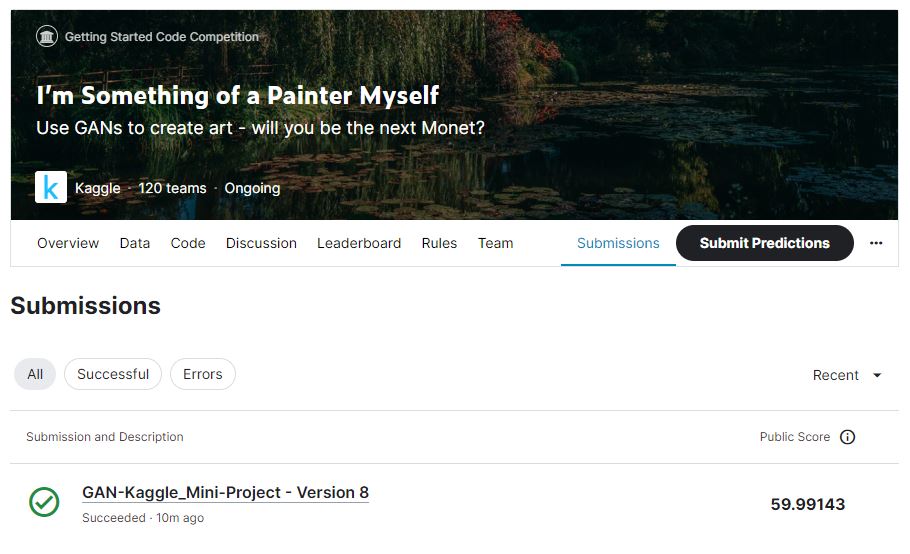 Getting Started Code Competition
I'm Something of a Painter Myself
Use GANs to create art - will you be the next Monet?
k Kaggle · 120 teams · Ongoing
Overview Data Code Discussion Leaderboard Rules Team Submissions Submit Predictions ···
Submissions
All Successful Errors Recent
Submission and Description Public Score
GAN-Kaggle_Mini-Project - Version 8 59.99143
Succeeded · 10m ago